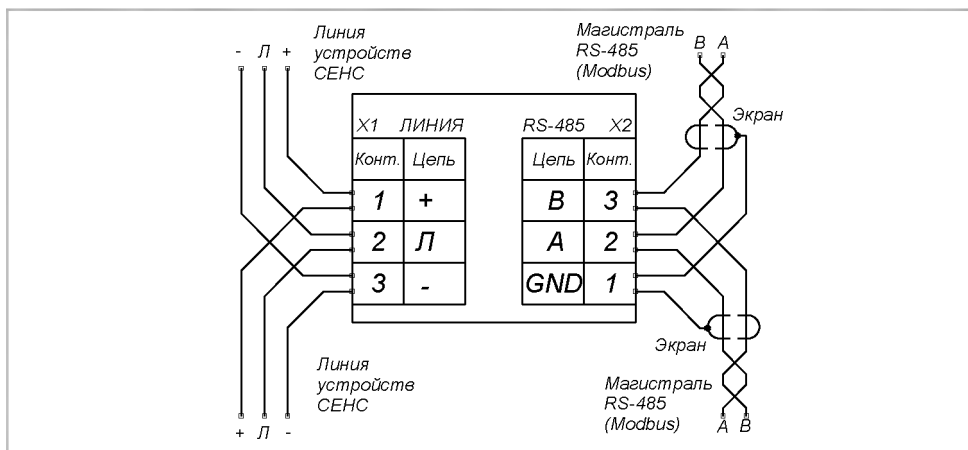 - Л +
Линия
устройств
СЕНС
Магистраль
RS-485
(Modbus)
B A
Экран
X1 ЛИНИЯ
RS-485 X2
Конт. Цепь
Цепь Конт.
1 +
B 3
2 Л
A 2
3 -
GND 1
Экран
Линия
устройств
СЕНС
Магистраль
RS-485
(Modbus)
+ Л -
A B